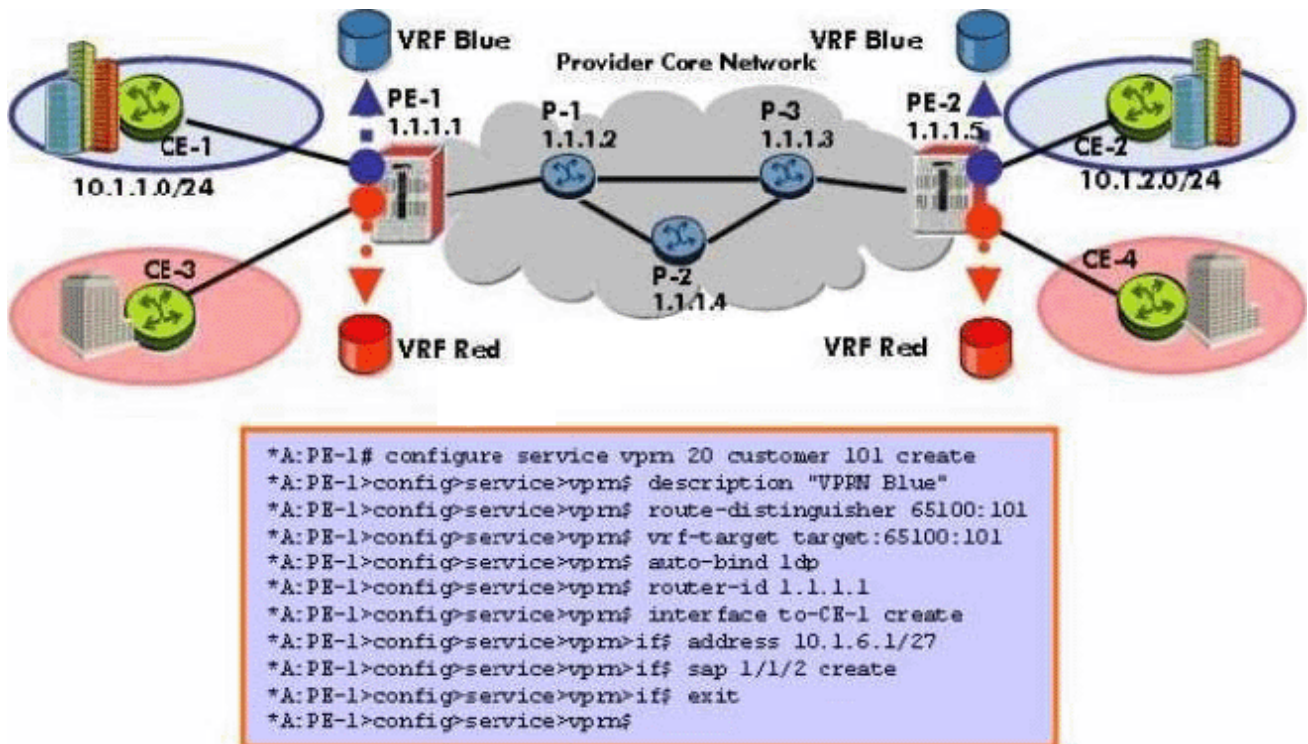 VRF Blue
VRF Blue
Provider Core Network
PE-1
1.1.1.1
P-1
1.1.1.2
P-3
1.1.1.3
PE-2
1.1.1.5
CE-1
CE-2
10.1.1.0/24
10.1.2.0/24
CE-3
P-2
1.1.1.4
CE-4
VRF Red
VRF Red
*A:PE-1# configure service vprn 20 customer 101 create
*A:PE-1>config>service>vprn$ description "VPRN Blue"
*A:PE-1>config>service>vprn$ route-distinguisher 65100:101
*A:PE-1>config>service>vprn$ vrf-target target:65100:101
*A:PE-1>config>service>vprn$ auto-bind ldp
*A:PE-1>config>service>vprn$ router-id 1.1.1.1
*A:PE-1>config>service>vprn$ interface to-CE-1 create
*A:PE-1>config>service>vprn>if$ address 10.1.6.1/27
*A:PE-1>config>service>vprn>if$ sap 1/1/2 create
*A:PE-1>config>service>vprn>if$ exit
*A:PE-1>config>service>vprn$